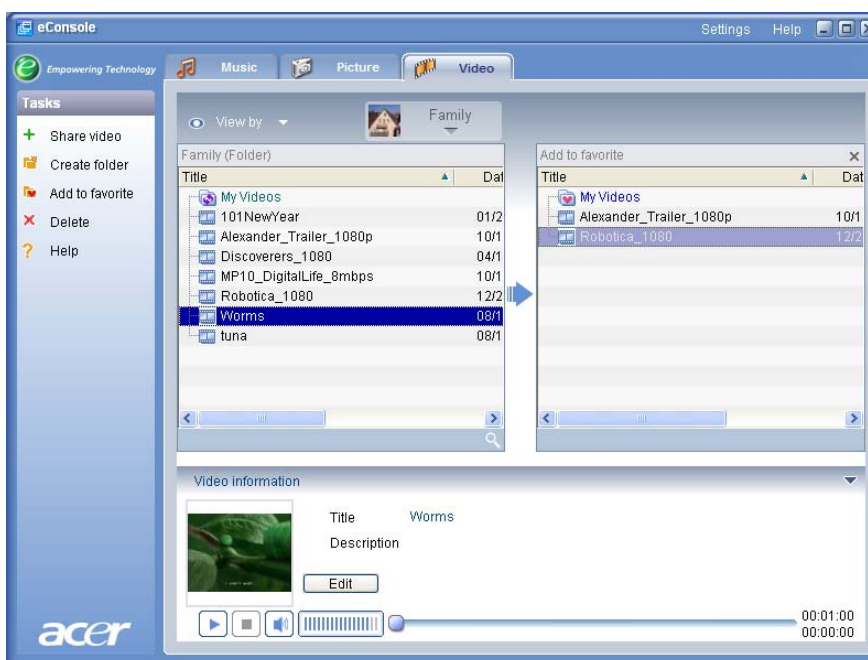 eConsole
Settings Help
Empowering Technology
Music Picture Video
Tasks
Share video
Create folder
Add to favorite
Delete
Help
View by
Family
Family (Folder)
Title Dat
My Videos
101NewYear 01/2
Alexander_Trailer_1080p 10/1
Discoverers_1080 04/1
MP10_DigitalLife_8mbps 10/1
Robotica_1080 12/2
Worms 08/1
tuna 08/1
Add to favorite
Title Dat
My Videos
Alexander_Trailer_1080p 10/1
Robotica_1080 12/2
Video information
Title Worms
Description
Edit
00:01:00
00:00:00
acer